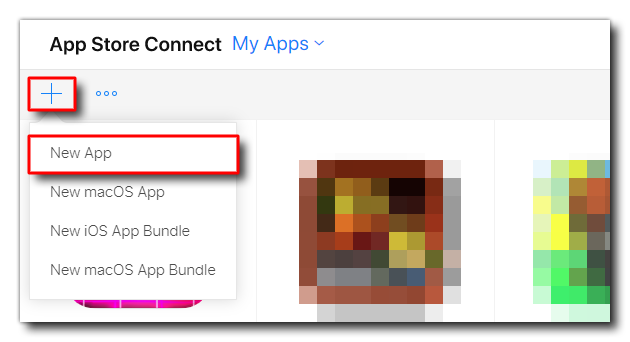 App Store Connect My Apps
New App
New macOS App
New iOS App Bundle
New macOS App Bundle